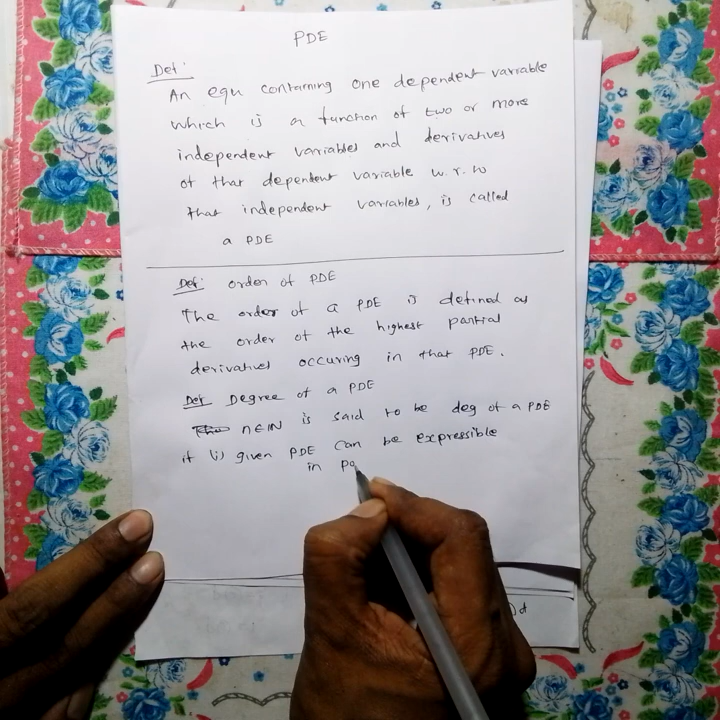 PDE
Def:
An equ containing one dependent variable
which is a function of two or more
independent variables and derivatives
of that dependent variable w.r.to
that independent variables, is called
a PDE
Def: order of PDE
The order of a PDE is defined as
the order of the highest partial
derivatives occuring in that PDE.
Def Degree of a PDE
n∈IN is said to be deg of a PDE
if (i) given PDE can be expressible
in po